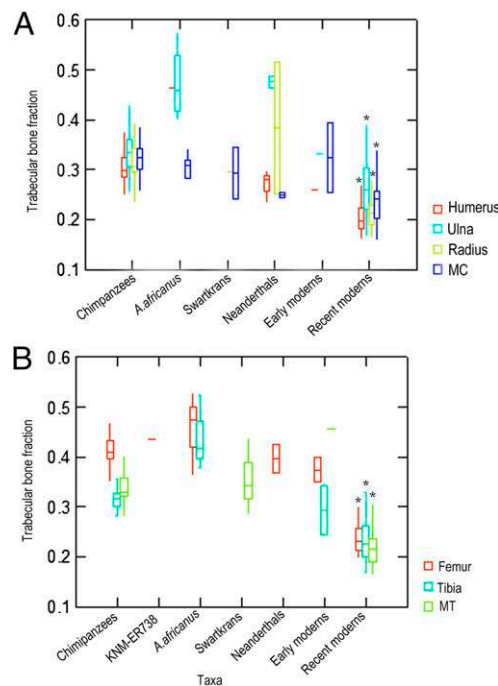 A
Trabecular bone fraction
0.6
0.5
0.4
0.3
0.2
0.1
*
*
*
*
Chimpanzees
A.africanus
Swartkrans
Neanderthals
Early moderns
Recent moderns
Humerus
Ulna
Radius
MC
B
Trabecular bone fraction
0.6
0.5
0.4
0.3
0.2
0.1
*
*
*
Chimipanzees
KNM-ER738
A.africanus
Swartkrans
Neanderthals
Early moderns
Recent moderns
Taxa
Femur
Tibia
MT